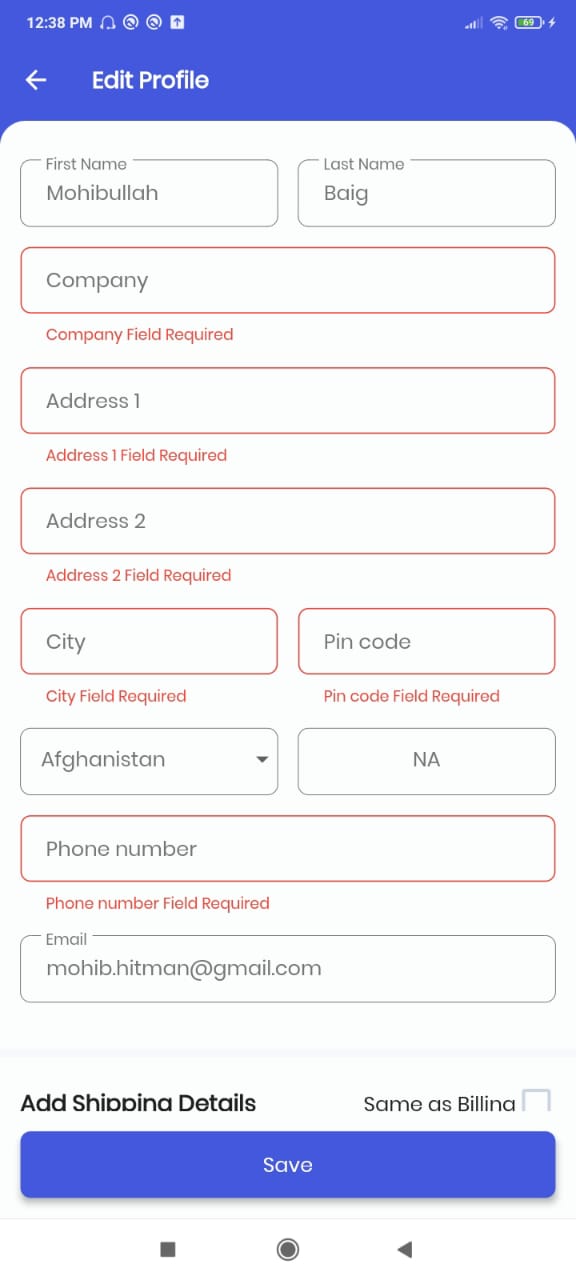 12:38 PM 69
Edit Profile
First Name Last Name
Mohibullah Baig
Company
Company Field Required
Address 1
Address 1 Field Required
Address 2
Address 2 Field Required
City Pin code
City Field Required Pin code Field Required
Afghanistan NA
Phone number
Phone number Field Required
Email
mohib.hitman@gmail.com
Add Shipping Details Same as Billing
Save